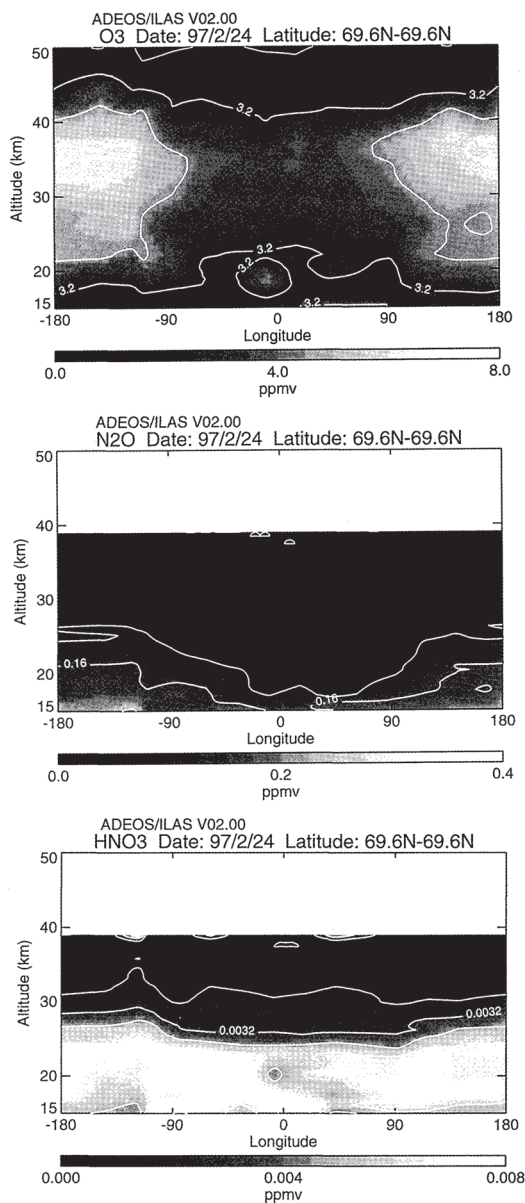 ADEOS/ILAS V02.00
O3 Date: 97/2/24 Latitude: 69.6N-69.6N
50
40
30
20
15
Altitude (km)
3.2
3.2
3.2
3.2
3.2
3.2
3.2
-180 -90 0 90 180
Longitude
0.0 4.0 8.0
ppmv
ADEOS/ILAS V02.00
N2O Date: 97/2/24 Latitude: 69.6N-69.6N
50
40
30
20
15
Altitude (km)
0.16
0.16
-180 -90 0 90 180
Longitude
0.0 0.2 0.4
ppmv
ADEOS/ILAS V02.00
HNO3 Date: 97/2/24 Latitude: 69.6N-69.6N
50
40
30
20
15
Altitude (km)
0.0032
0.0032
-180 -90 0 90 180
Longitude
0.000 0.004 0.008
ppmv